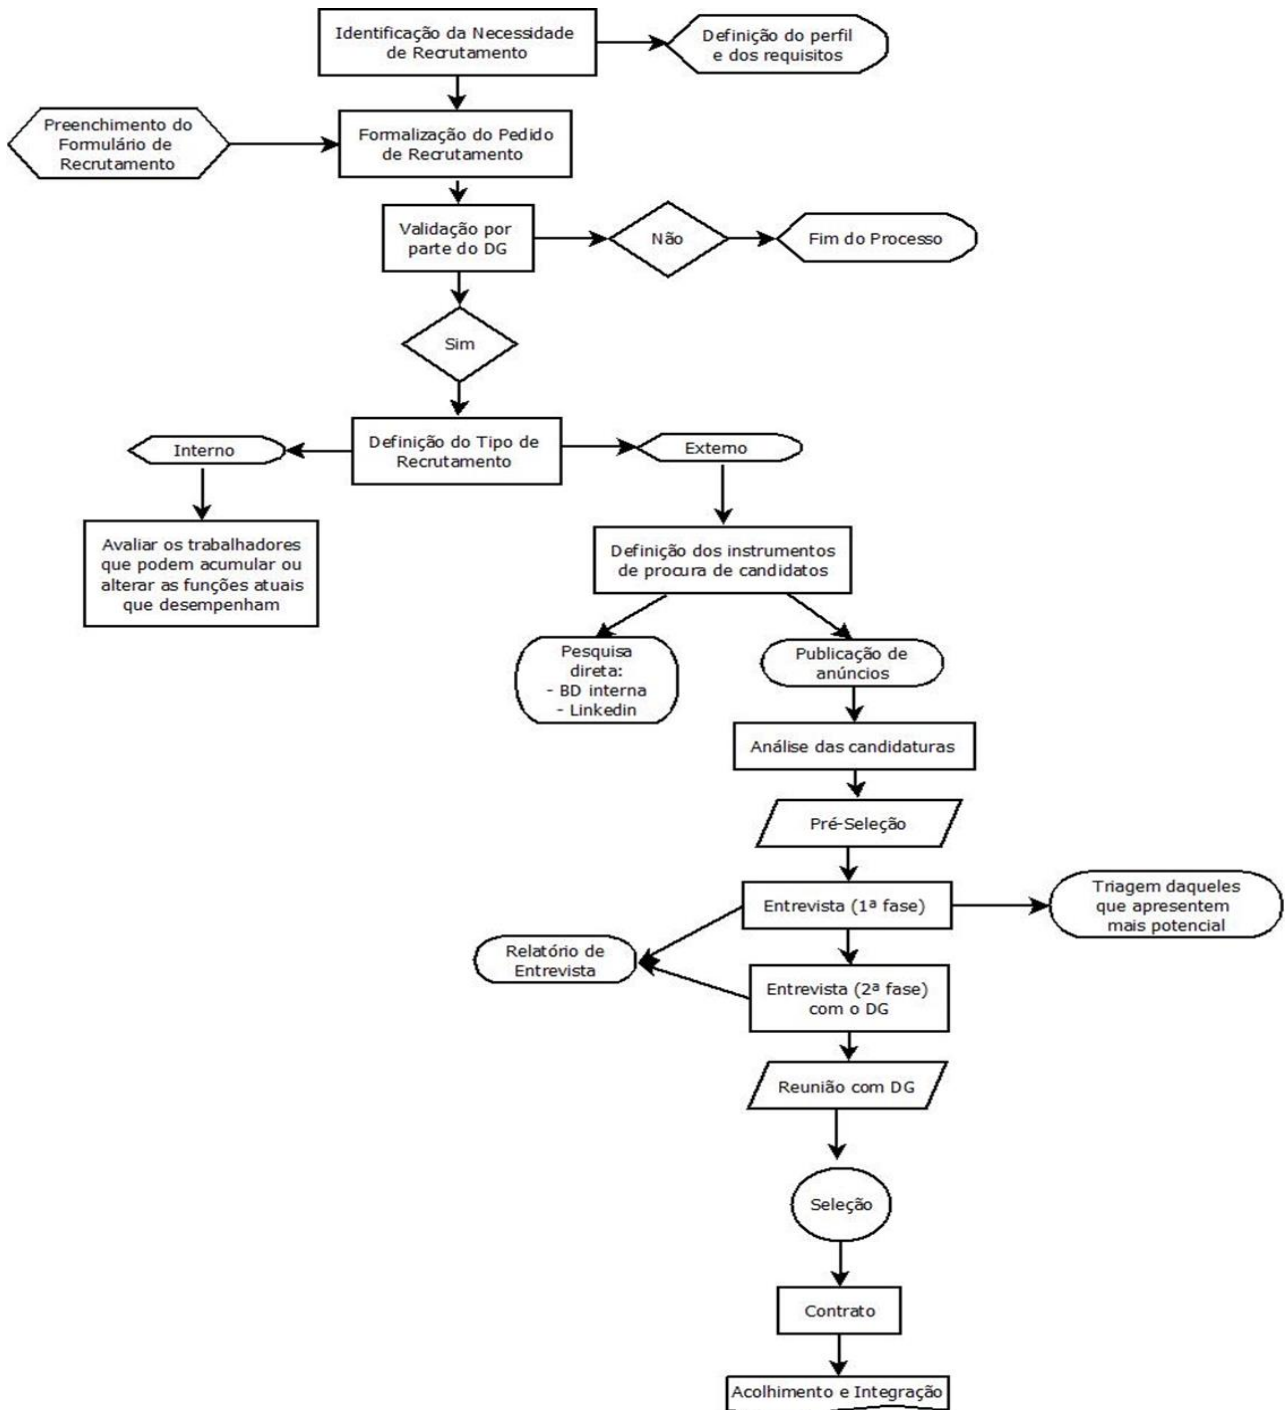 Identificação da Necessidade
de Recrutamento
Definição do perfil
e dos requisitos
Preenchimento do
Formulário de
Recrutamento
Formalização do Pedido
de Recrutamento
Validação por
parte do DG
Não
Fim do Processo
Sim
Interno
Definição do Tipo de
Recrutamento
Externo
Avaliar os trabalhadores
que podem acumular ou
alterar as funções atuais
que desempenham
Definição dos instrumentos
de procura de candidatos
Pesquisa
direta:
- BD interna
- Linkedin
Publicação de
anúncios
Análise das candidaturas
Pré-Seleção
Entrevista (1ª fase)
Triagem daqueles
que apresentem
mais potencial
Relatório de
Entrevista
Entrevista (2ª fase)
com o DG
Reunião com DG
Seleção
Contrato
Acolhimento e Integração